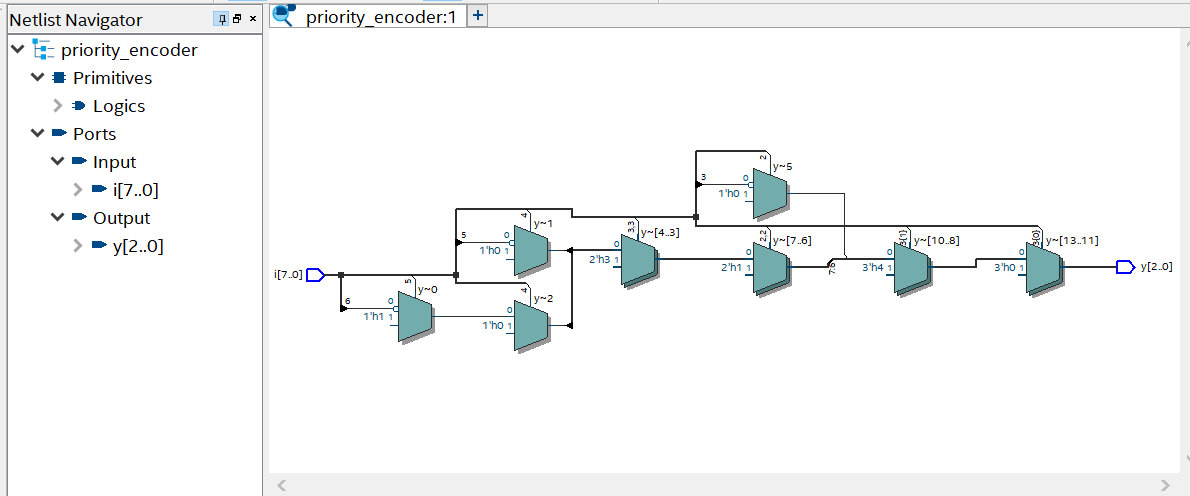 Netlist Navigator
priority_encoder
Primitives
Logics
Ports
Input
i[7..0]
Output
y[2..0]
priority_encoder:1
i[7..0]
6
1'h1
0
1
5
y~0
5
1'h0
0
1
4
y~1
1'h0
0
1
4
y~2
2'h3
0
1
3,3
y~[4..3]
3
1'h0
0
1
2
y~5
2'h1
0
1
2,2
y~[7..6]
7:6
3'h4
0
1
3{1}
y~[10..8]
3'h0
0
1
3{0}
y~[13..11]
y[2..0]